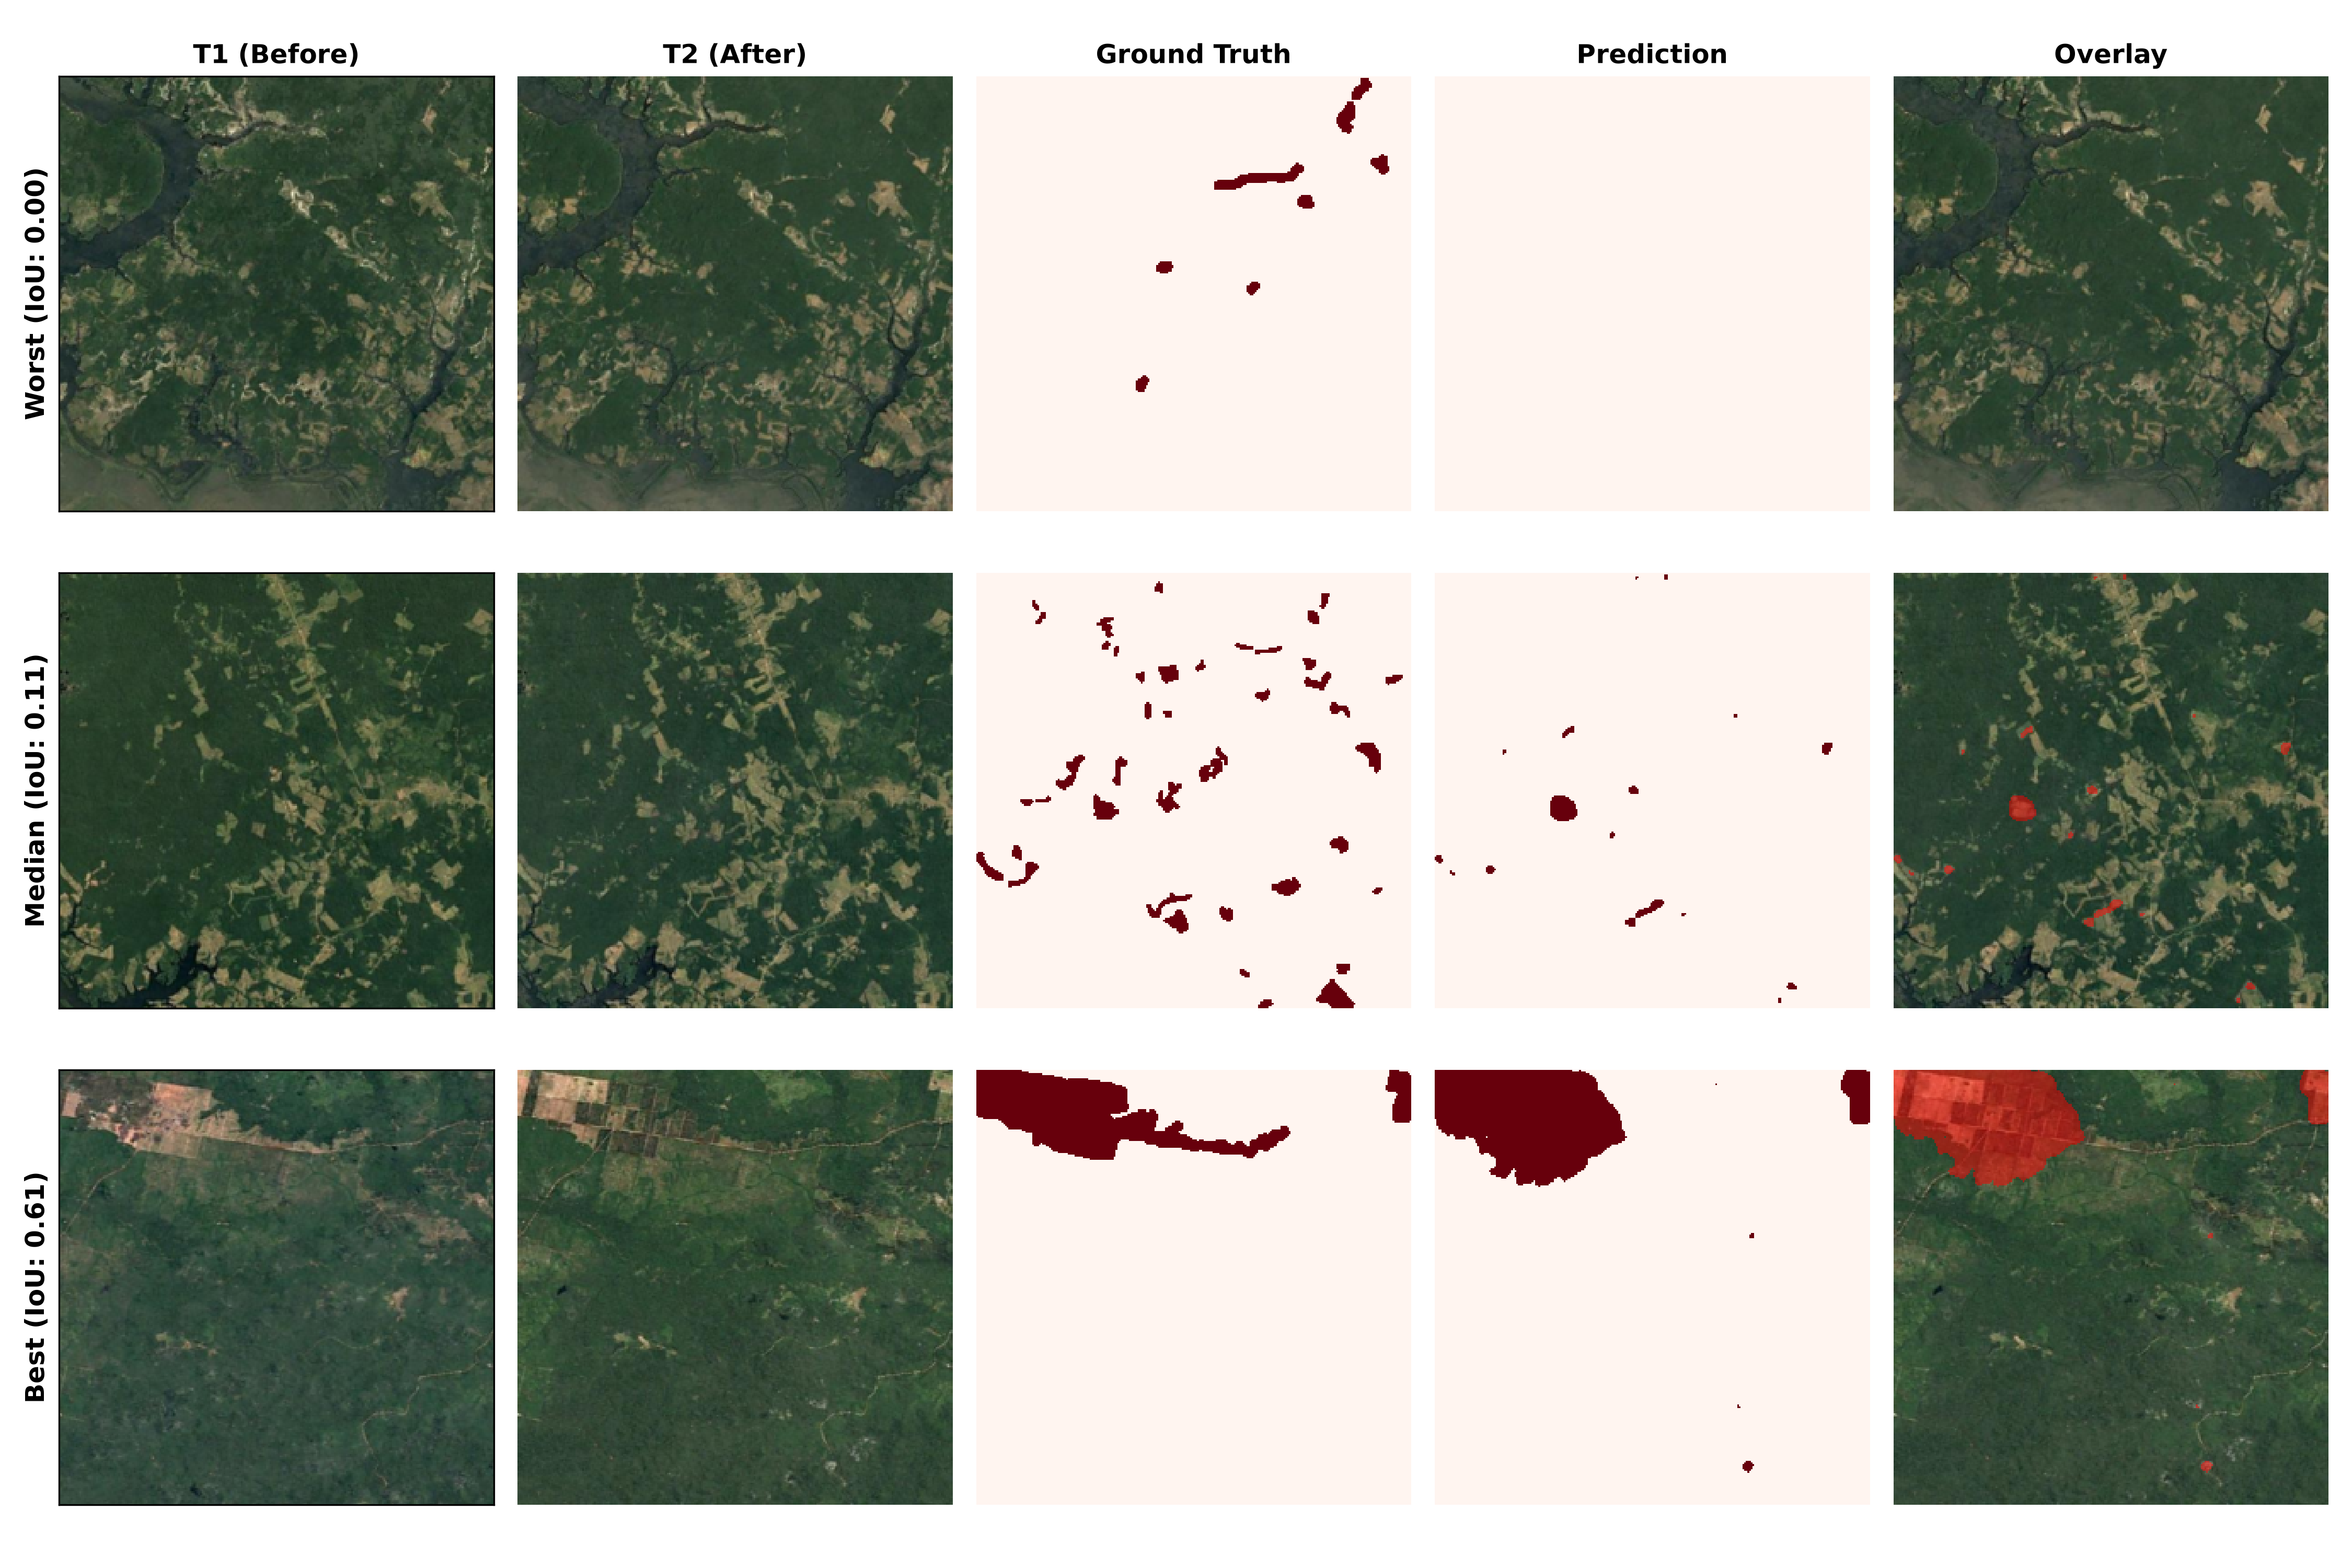 T1 (Before)
T2 (After)
Ground Truth
Prediction
Overlay
Worst (IoU: 0.00)
Median (IoU: 0.11)
Best (IoU: 0.61)